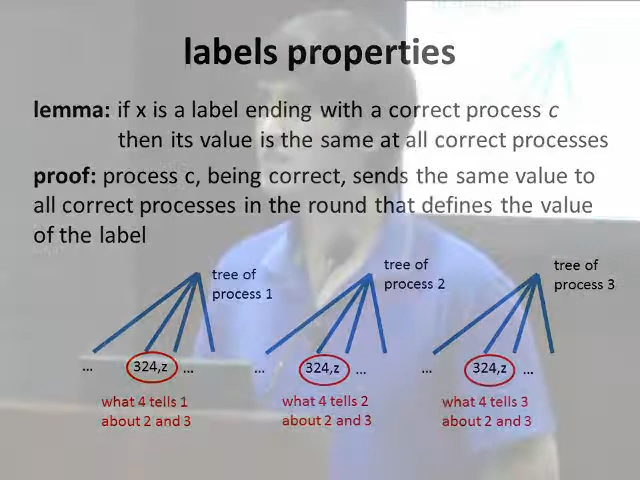 labels properties
lemma: if x is a label ending with a correct process c
then its value is the same at all correct processes
proof: process c, being correct, sends the same value to
all correct processes in the round that defines the value
of the label
tree of
process 1
tree of
process 2
tree of
process 3
... 324,z ...
... 324,z ...
... 324,z ...
what 4 tells 1
about 2 and 3
what 4 tells 2
about 2 and 3
what 4 tells 3
about 2 and 3